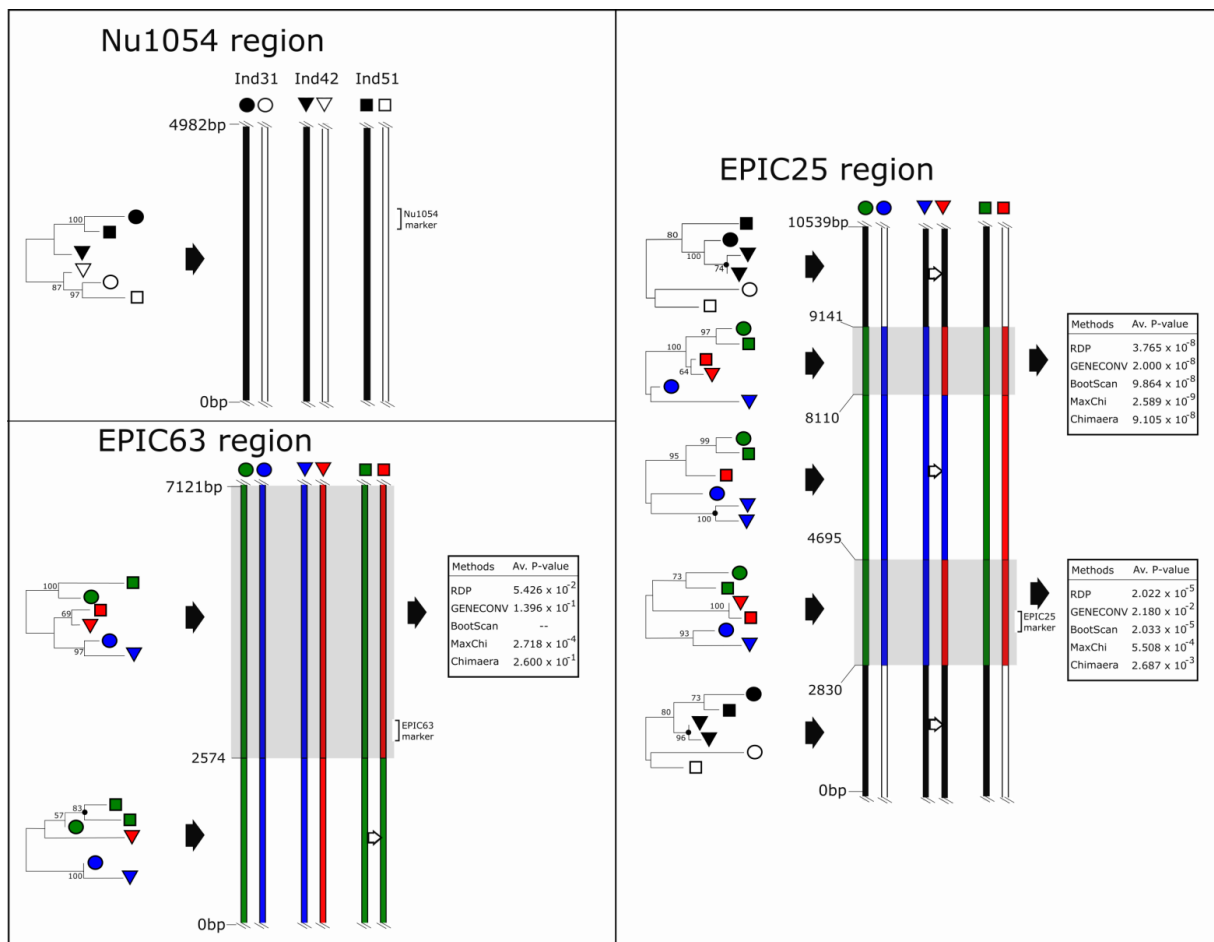 Nu1054 region
Ind31 Ind42 Ind51
4982bp
100
87
97
Nu1054
marker
0bp
EPIC63 region
7121bp
100
69
97
Methods Av. P-value
RDP 5.426 x 10-2
GENECONV 1.396 x 10-1
BootScan --
MaxChi 2.718 x 10-4
Chimaera 2.600 x 10-1
EPIC63
marker
2574
83
57
100
0bp
EPIC25 region
10539bp
80
100
74
9141
97
100
64
Methods Av. P-value
RDP 3.765 x 10-8
GENECONV 2.000 x 10-8
BootScan 9.864 x 10-8
MaxChi 2.589 x 10-9
Chimaera 9.105 x 10-8
8110
99
95
100
4695
73
100
93
EPIC25
marker
Methods Av. P-value
RDP 2.022 x 10-5
GENECONV 2.180 x 10-2
BootScan 2.033 x 10-5
MaxChi 5.508 x 10-4
Chimaera 2.687 x 10-3
2830
73
80
96
0bp